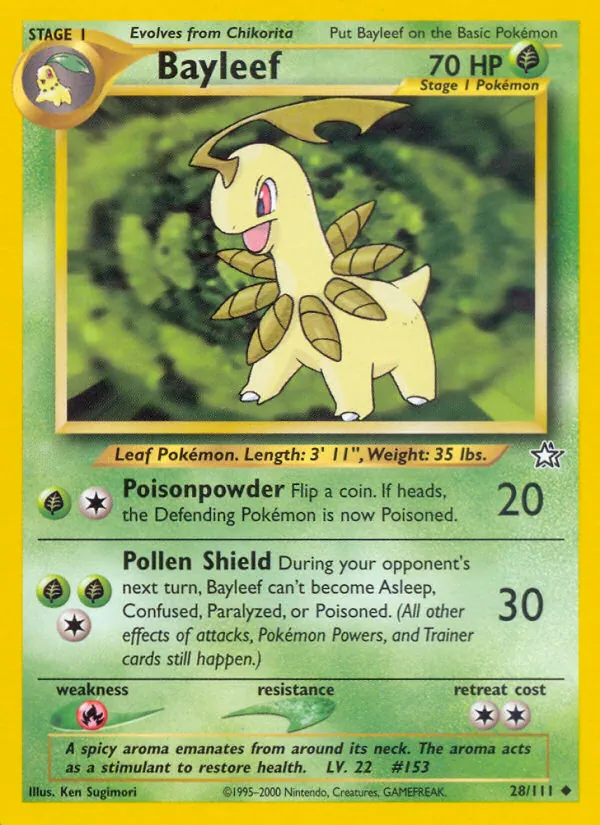 STAGE 1 Evolves from Chikorita Put Bayleef on the Basic Pokémon
Bayleef 70 HP
Stage 1 Pokémon
Leaf Pokémon. Length: 3' 11", Weight: 35 lbs.
Poisonpowder Flip a coin. If heads,
the Defending Pokémon is now Poisoned.
20
Pollen Shield During your opponent's
next turn, Bayleef can't become Asleep,
Confused, Paralyzed, or Poisoned. (All other
effects of attacks, Pokémon Powers, and Trainer
cards still happen.)
30
weakness resistance retreat cost
A spicy aroma emanates from around its neck. The aroma acts
as a stimulant to restore health. LV. 22 #153
Illus. Ken Sugimori ©1995-2000 Nintendo, Creatures, GAMEFREAK. 28/111